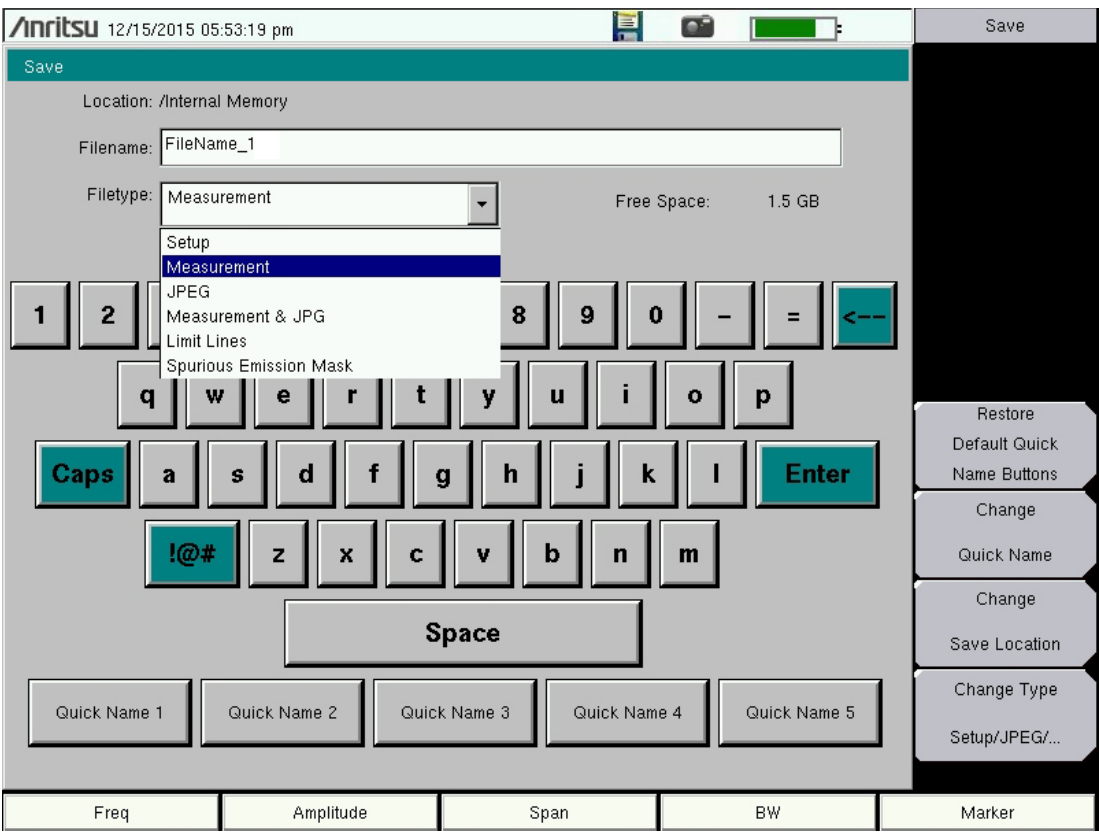 Anritsu 12/15/2015 05:53:19 pm
Save
Save
Location: /Internal Memory
Filename: FileName_1
Filetype: Measurement
Free Space: 1.5 GB
Setup
Measurement
JPEG
Measurement & JPG
Limit Lines
Spurious Emission Mask
1 2 8 9 0 - = <--
q w e r t y u i o p
Caps a s d f g h j k l Enter
!@# z x c v b n m
Space
Quick Name 1 Quick Name 2 Quick Name 3 Quick Name 4 Quick Name 5
Restore
Default Quick
Name Buttons
Change
Quick Name
Change
Save Location
Change Type
Setup/JPEG/...
Freq Amplitude Span BW Marker